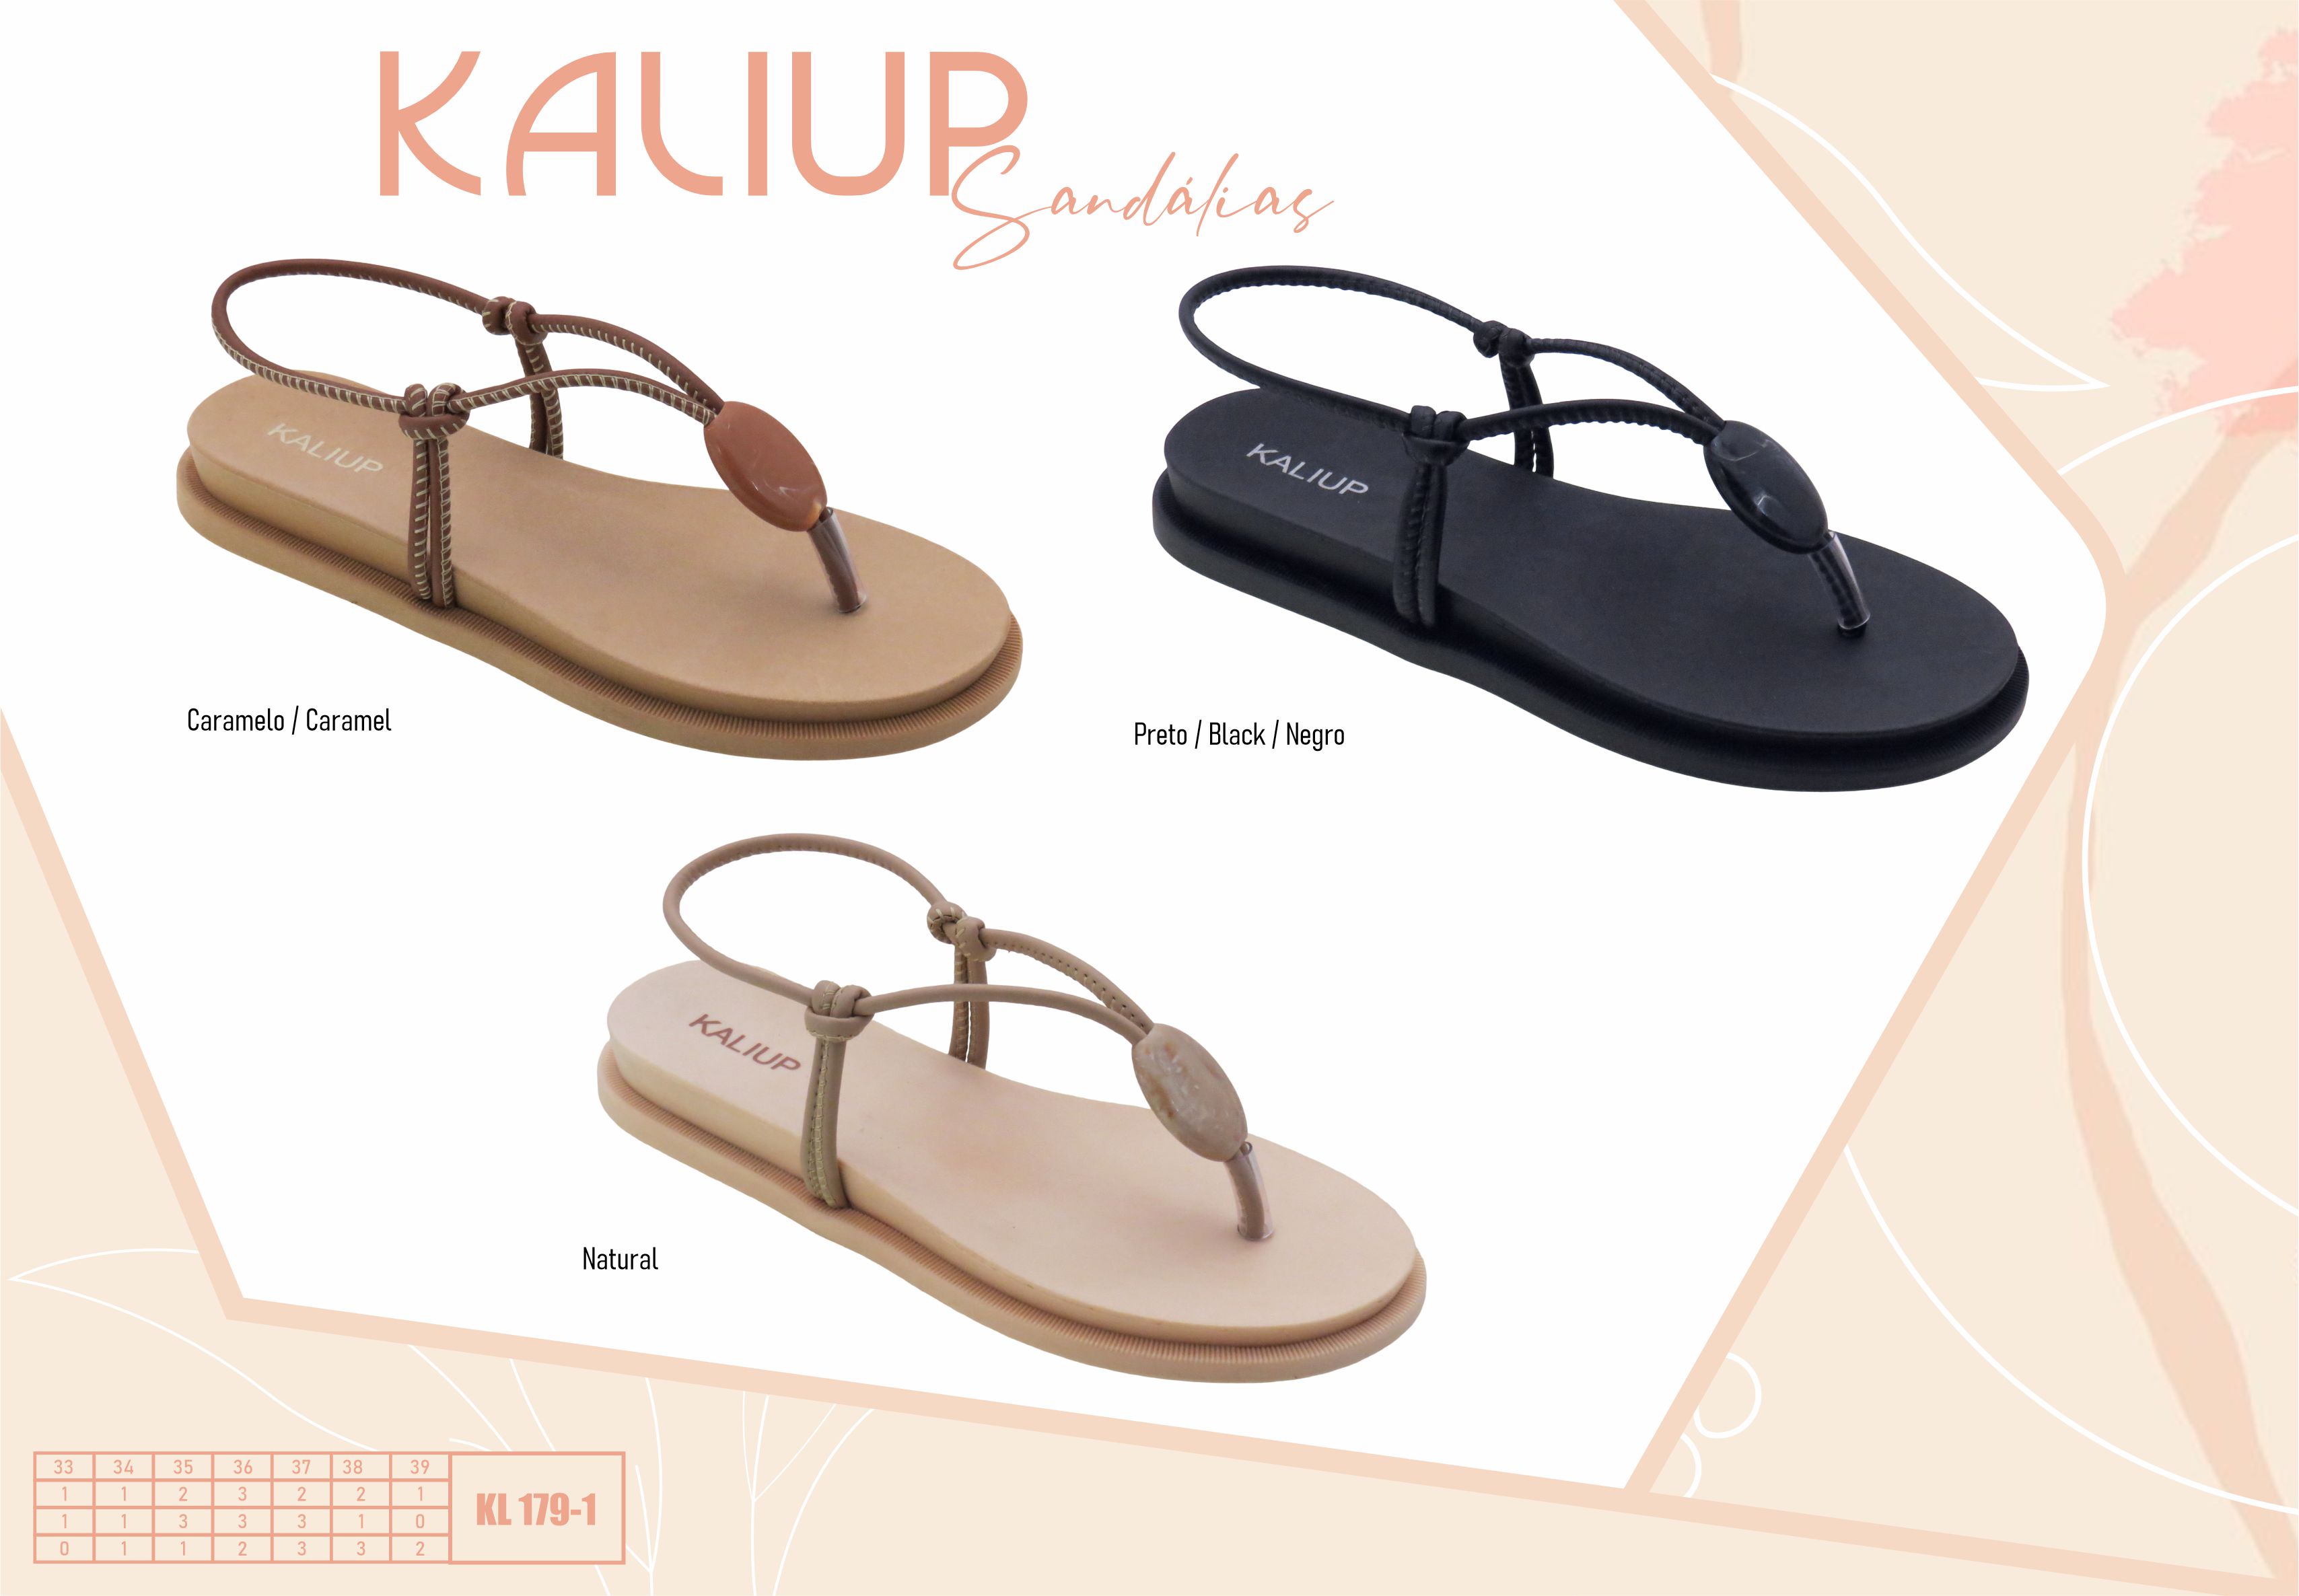 KALIUP
Sandálias
KALIUP
KALIUP
Caramelo / Caramel
Preto / Black / Negro
KALIUP
Natural
33 34 35 36 37 38 39
1 1 2 3 2 2 1
1 1 3 3 3 1 0
0 1 1 2 3 3 2
KL 179-1